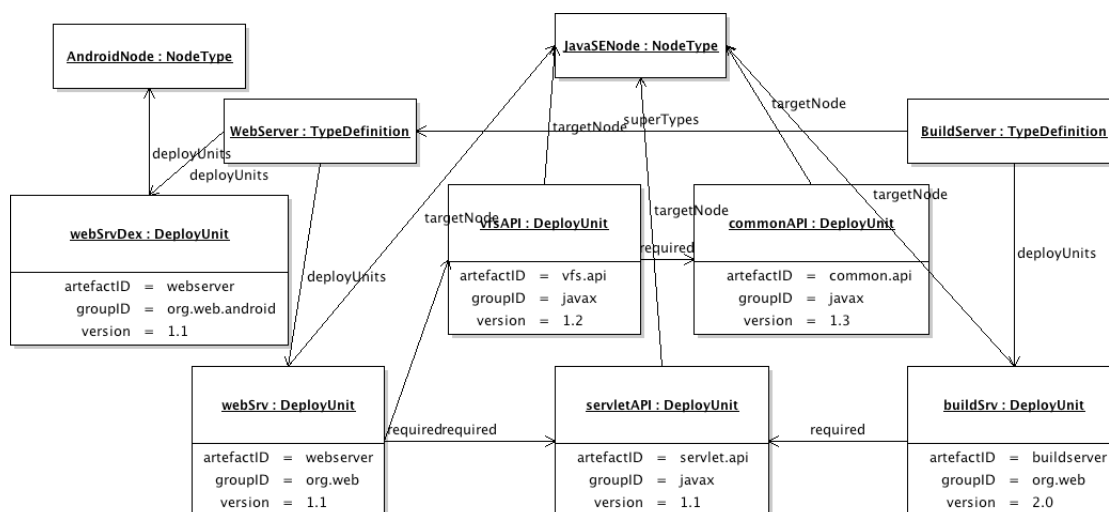 AndroidNode : NodeType
JavaSENode : NodeType
WebServer : TypeDefinition
BuildServer : TypeDefinition
targetNode
superTypes
targetNode
deployUnits
deployUnits
targetNode
targetNode
targetNode
webSrvDex : DeployUnit
artefactID = webserver
groupID = org.web.android
version = 1.1
vfsAPI : DeployUnit
artefactID = vfs.api
groupID = javax
version = 1.2
required
commonAPI : DeployUnit
artefactID = common.api
groupID = javax
version = 1.3
deployUnits
deployUnits
webSrv : DeployUnit
artefactID = webserver
groupID = org.web
version = 1.1
required
required
servletAPI : DeployUnit
artefactID = servlet.api
groupID = javax
version = 1.1
required
buildSrv : DeployUnit
artefactID = buildserver
groupID = org.web
version = 2.0